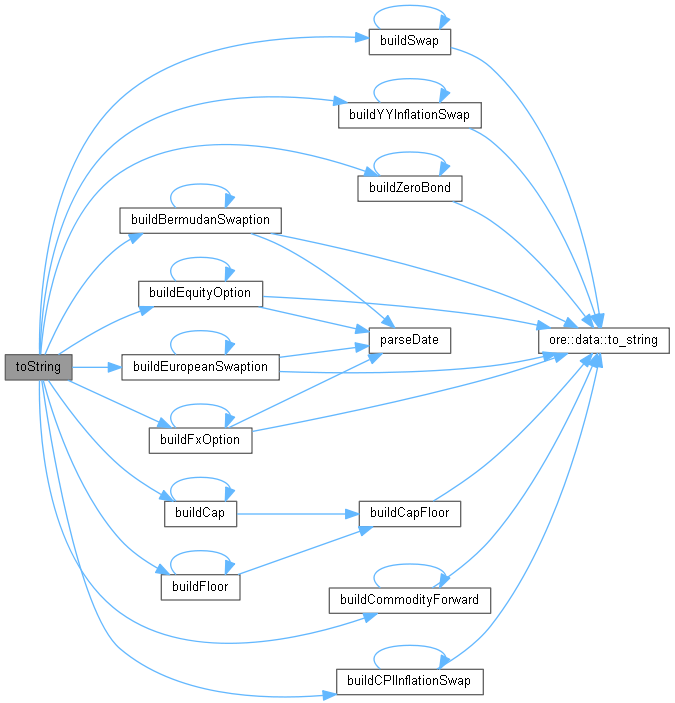 buildSwap
buildYYInflationSwap
buildZeroBond
buildBermudanSwaption
buildEquityOption
parseDate
ore::data::to_string
toString
buildEuropeanSwaption
buildFxOption
buildCap
buildCapFloor
buildFloor
buildCommodityForward
buildCPIInflationSwap